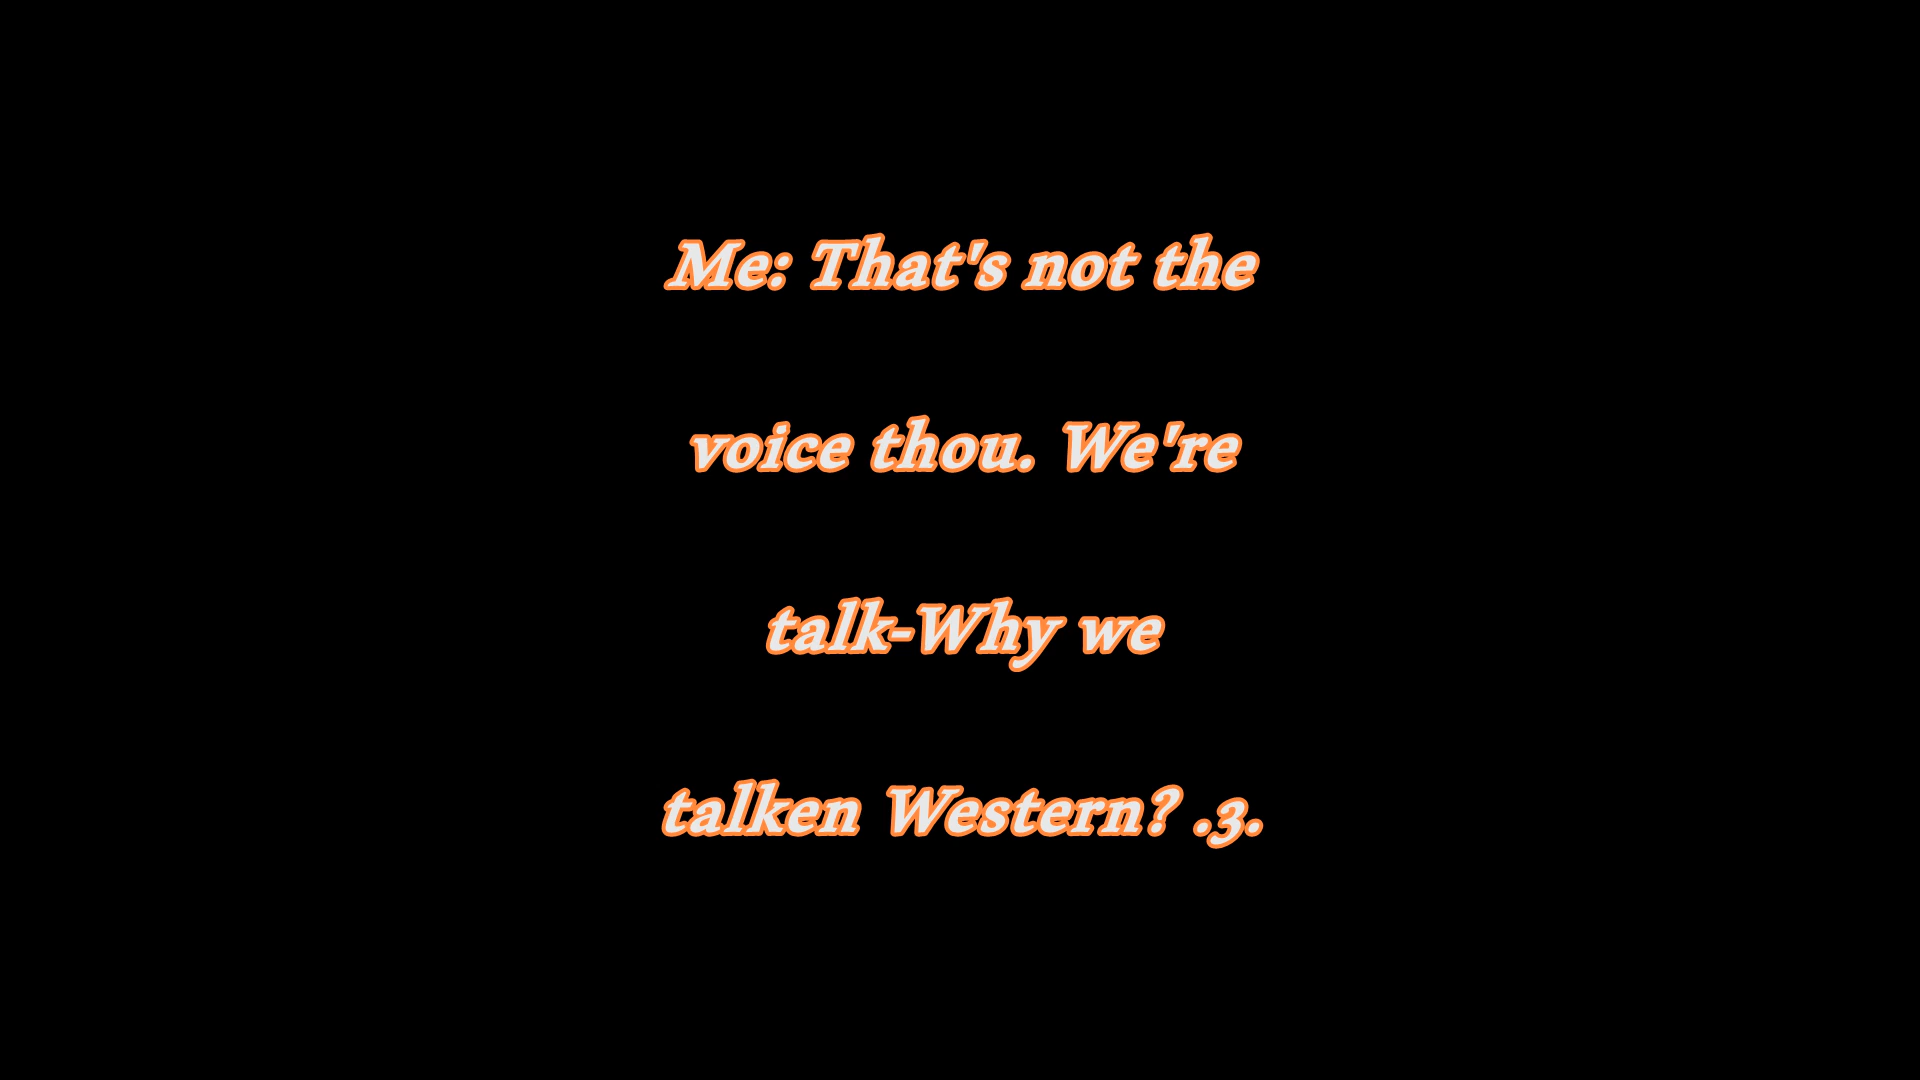 Me: That's not the
voice thou. We're
talk-Why we
talken Western? .3.